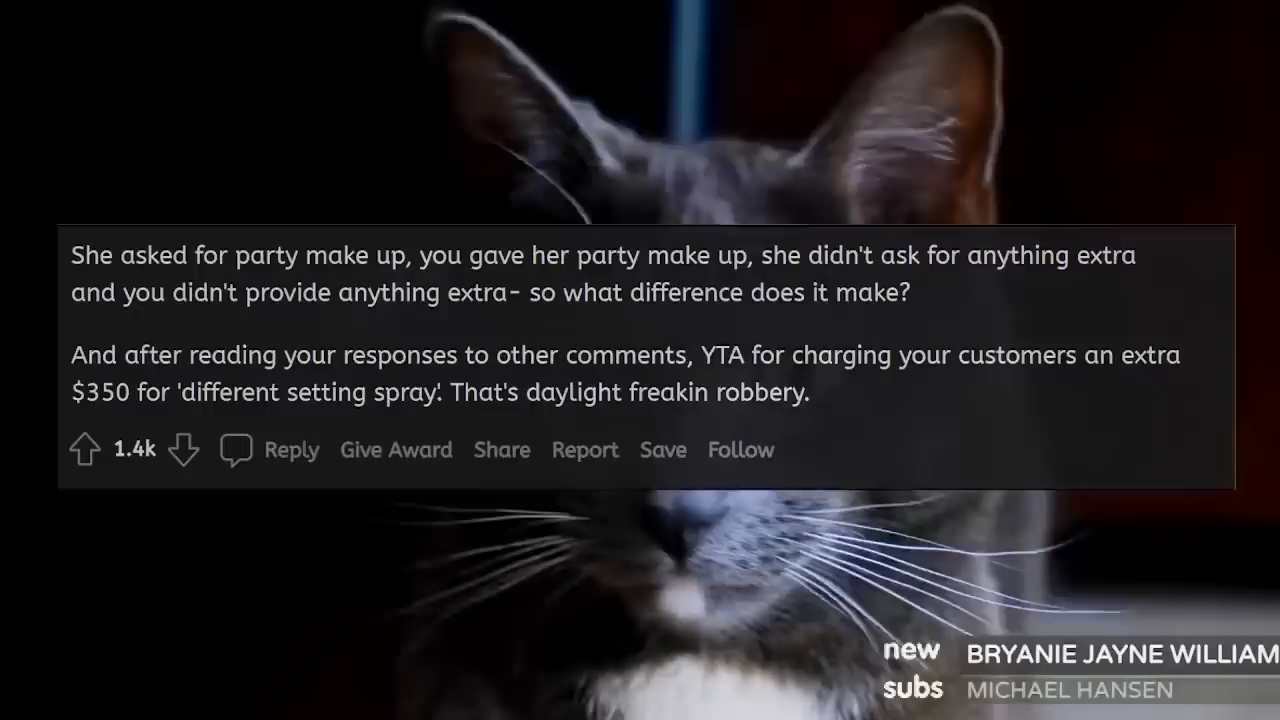 She asked for party make up, you gave her party make up, she didn't ask for anything extra
and you didn't provide anything extra- so what difference does it make?
And after reading your responses to other comments, YTA for charging your customers an extra
$350 for 'different setting spray'. That's daylight freakin robbery.
1.4k Reply Give Award Share Report Save Follow
new BRYANIE JAYNE WILLIAM
subs MICHAEL HANSEN